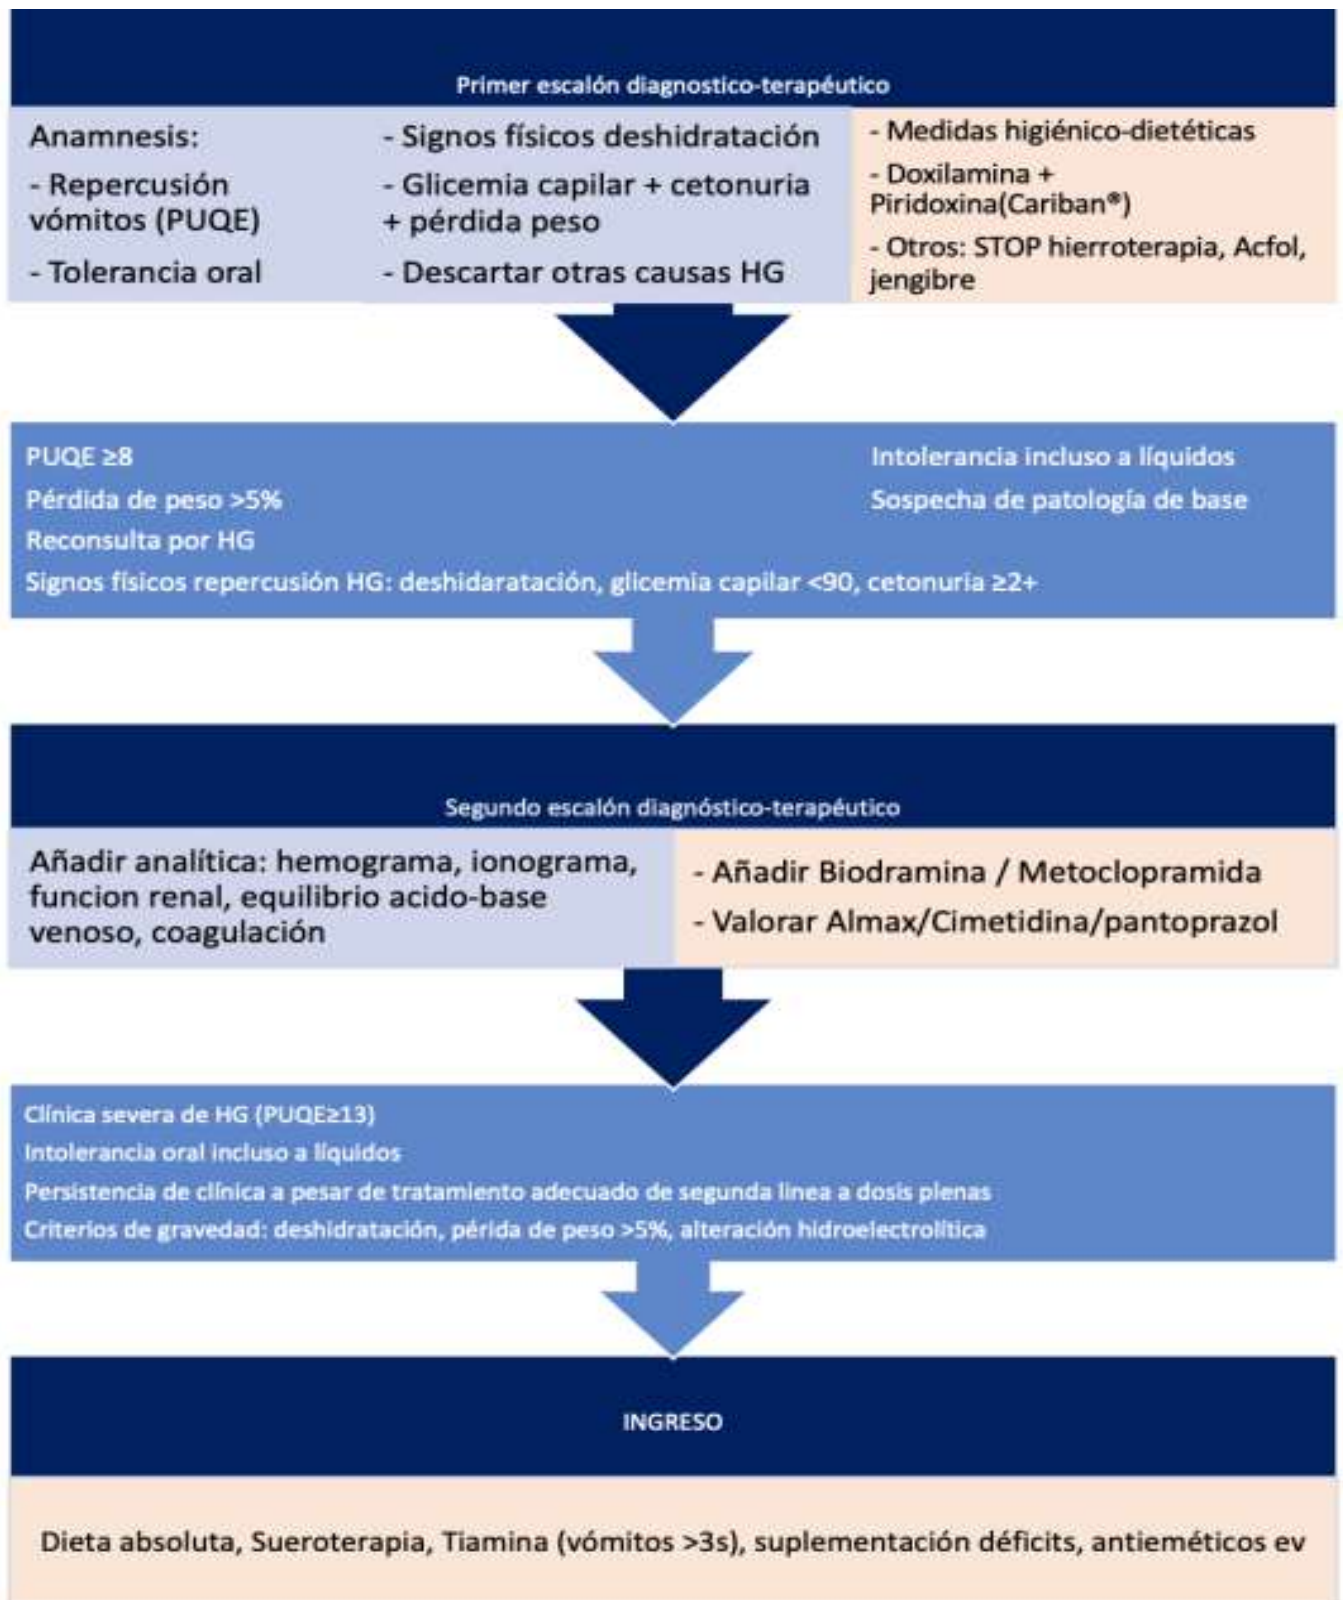 Primer escalón diagnostico-terapéutico
Anamnesis:
- Repercusión
vómitos (PUQE)
- Tolerancia oral
- Signos físicos deshidratación
- Glicemia capilar + cetonuria
+ pérdida peso
- Descartar otras causas HG
- Medidas higiénico-dietéticas
- Doxilamina +
Piridoxina(Cariban®)
- Otros: STOP hierroterapia, Acfol,
jengibre
PUQE ≥8
Pérdida de peso >5%
Reconsulta por HG
Signos físicos repercusión HG: deshidaratación, glicemia capilar <90, cetonuria ≥2+
Intolerancia incluso a líquidos
Sospecha de patología de base
Segundo escalón diagnóstico-terapéutico
Añadir analítica: hemograma, ionograma,
funcion renal, equilibrio acido-base
venoso, coagulación
- Añadir Biodramina / Metoclopramida
- Valorar Almax/Cimetidina/pantoprazol
Clínica severa de HG (PUQE≥13)
Intolerancia oral incluso a líquidos
Persistencia de clínica a pesar de tratamiento adecuado de segunda linea a dosis plenas
Criterios de gravedad: deshidratación, périda de peso >5%, alteración hidroelectrolítica
INGRESO
Dieta absoluta, Sueroterapia, Tiamina (vómitos >3s), suplementación déficits, antieméticos ev